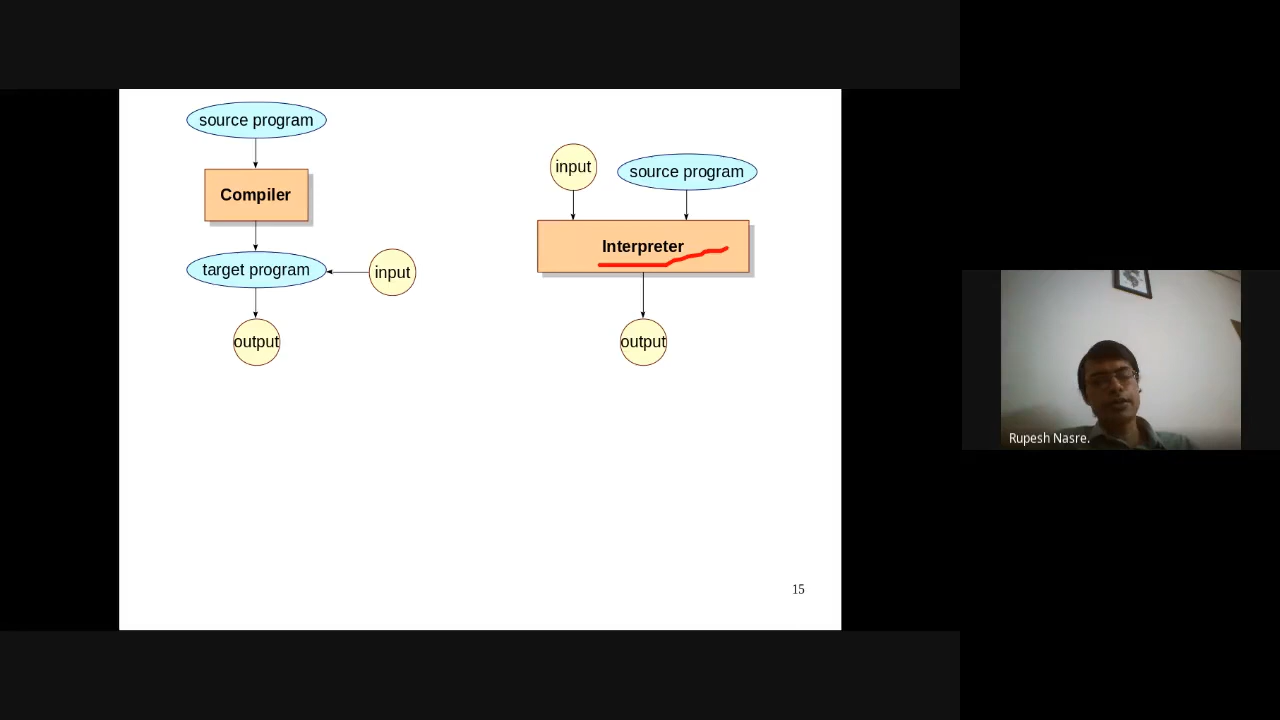 source program
Compiler
target program
input
output
input
source program
Interpreter
output
15
Rupesh Nasre.